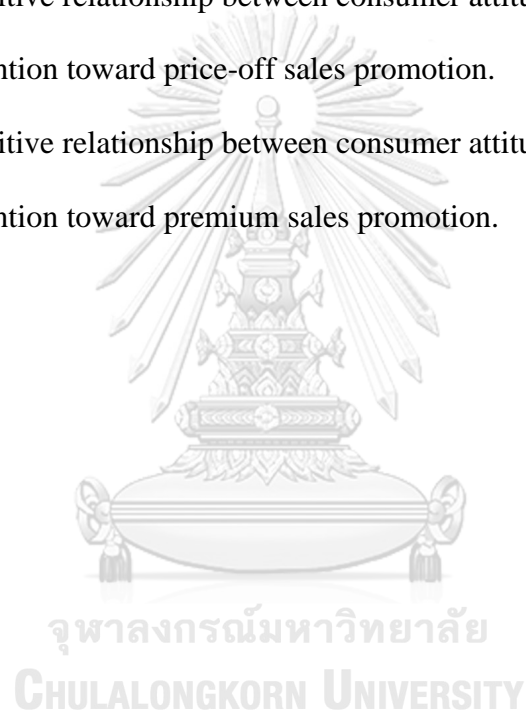 itive relationship between consumer attitu
ntion toward price-off sales promotion.
itive relationship between consumer attitu
ntion toward premium sales promotion.
จุฬาลงกรณ์มหาวิทยาลัย
CHULALONGKORN UNIVERSITY